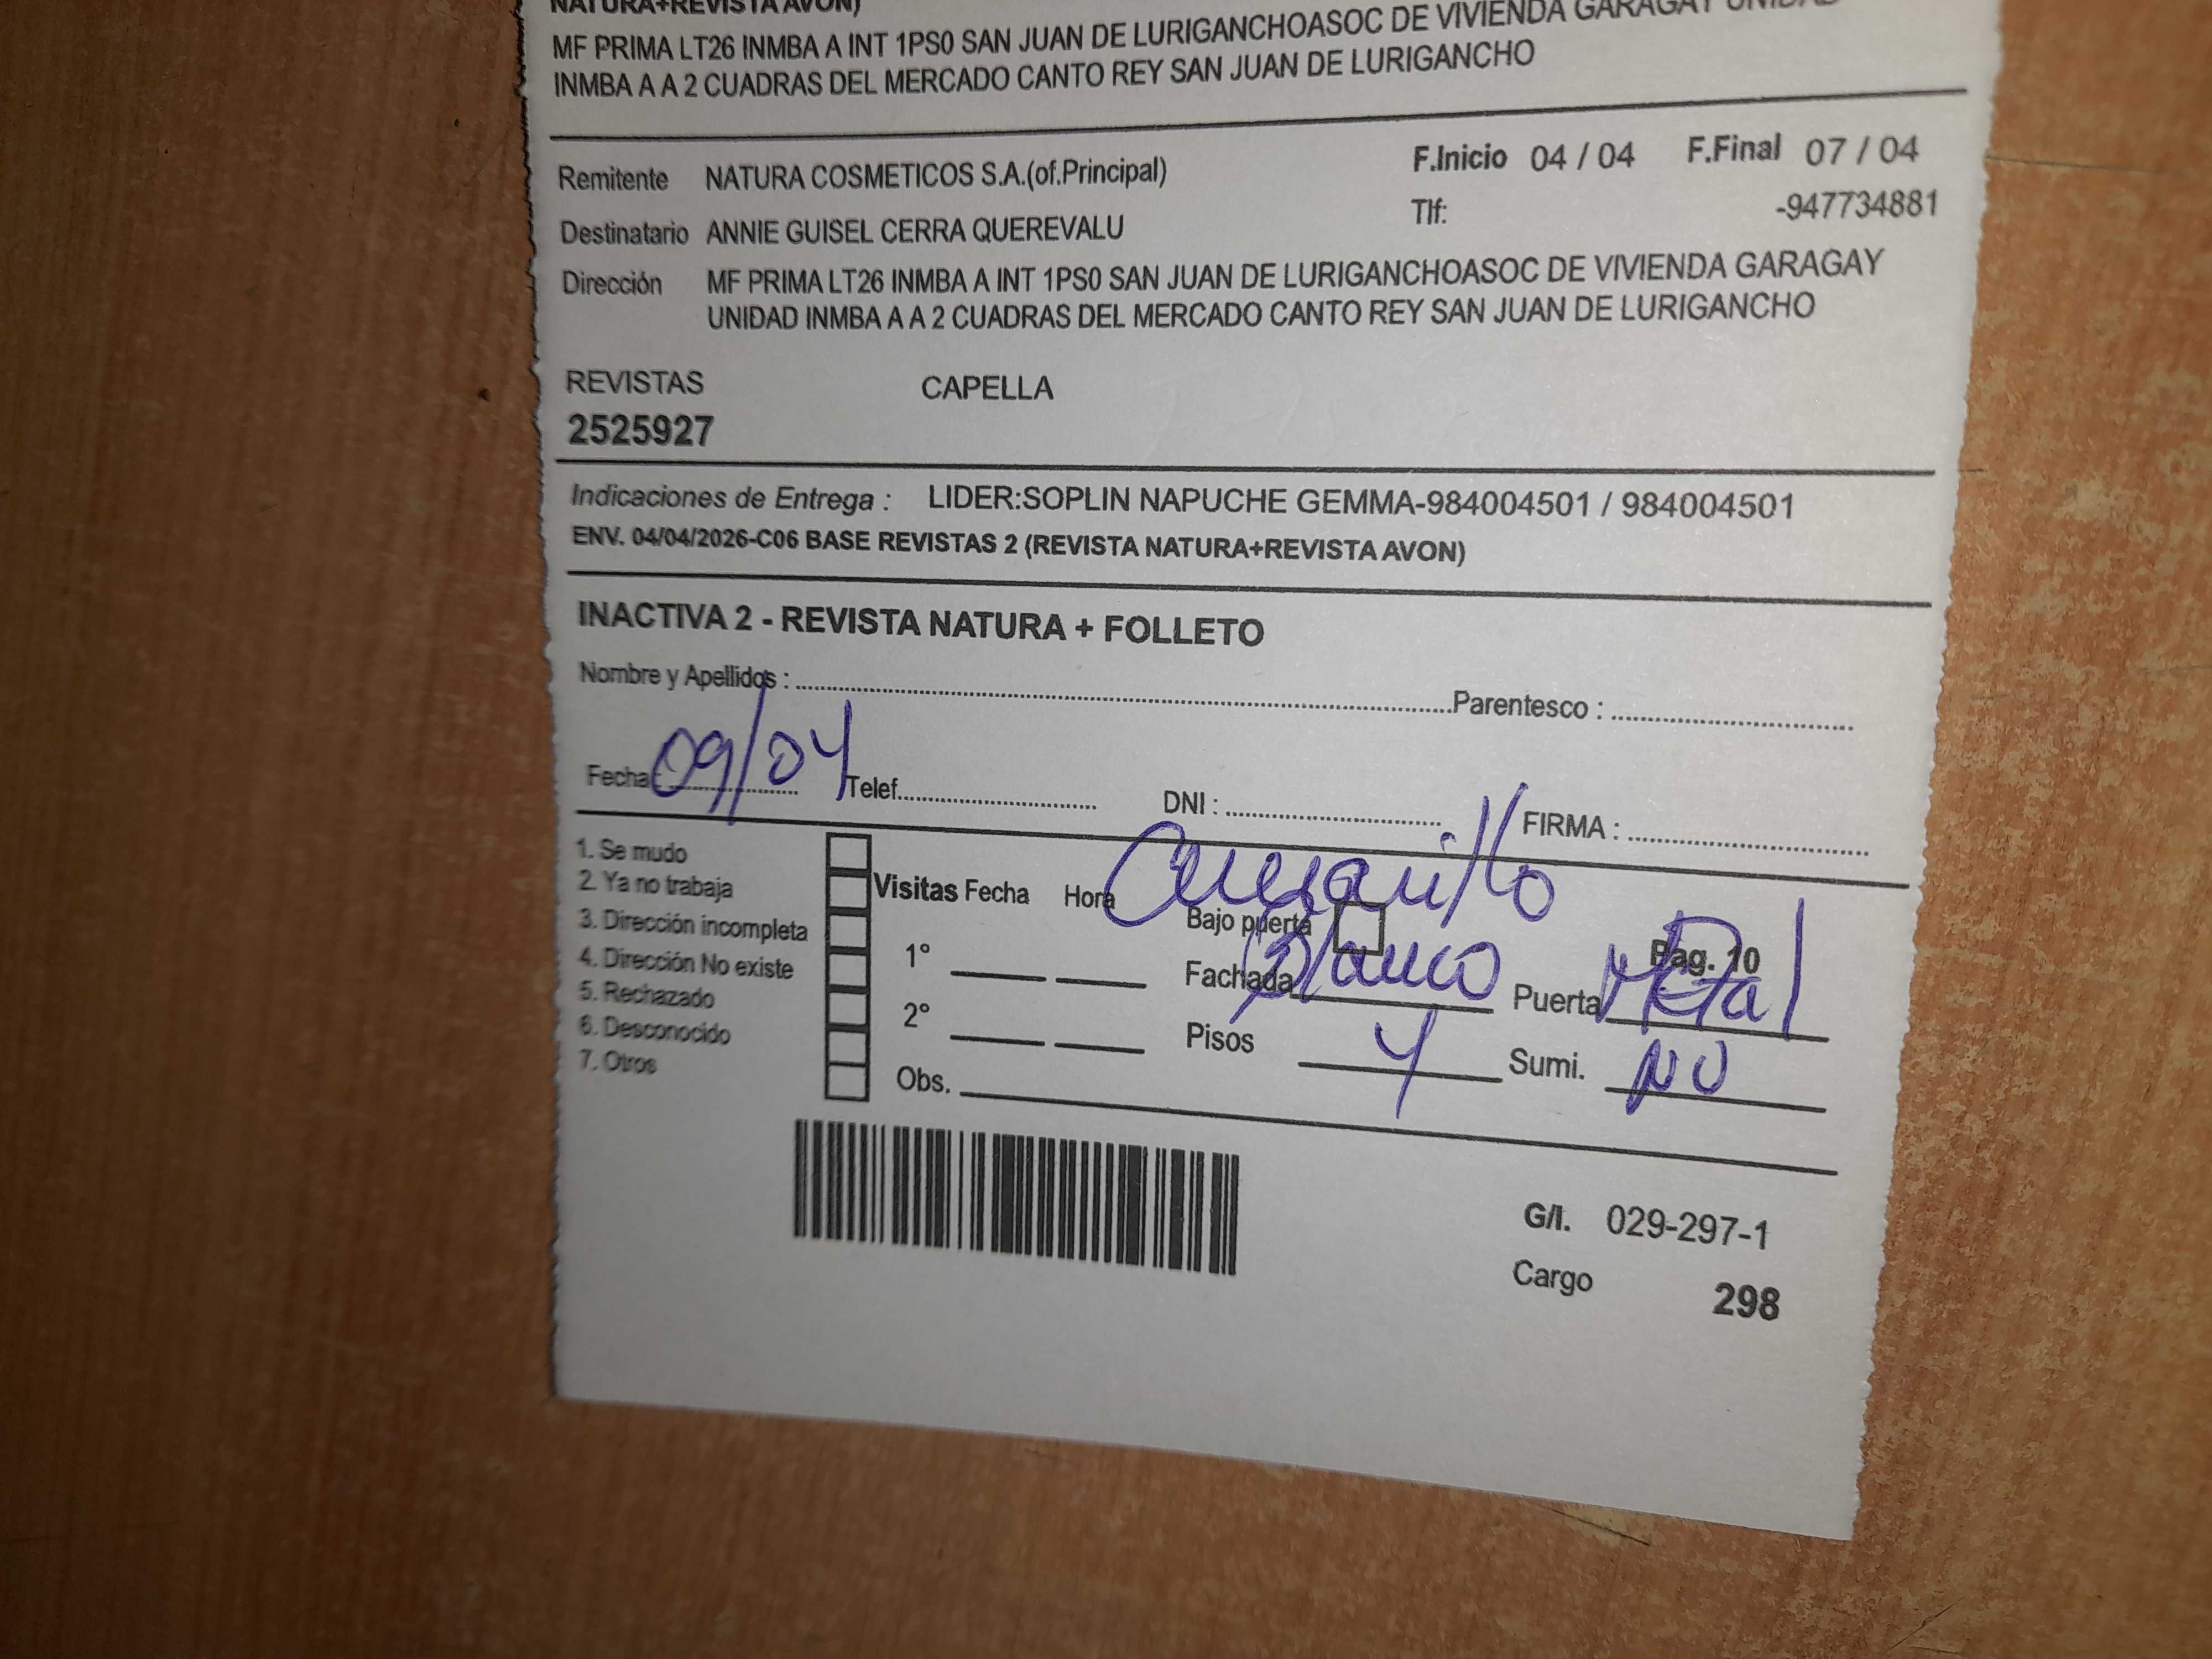 NATURA+REVISTA AVON)
MF PRIMA LT26 INMBA A INT 1PS0 SAN JUAN DE LURIGANCHOASOC DE VIVIENDA GARAGAY UNIDAD
INMBA A A 2 CUADRAS DEL MERCADO CANTO REY SAN JUAN DE LURIGANCHO
Remitente NATURA COSMETICOS S.A.(of.Principal) F.Inicio 04 / 04 F.Final 07 / 04
Destinatario ANNIE GUISEL CERRA QUEREVALU Tlf: -947734881
Dirección MF PRIMA LT26 INMBA A INT 1PS0 SAN JUAN DE LURIGANCHOASOC DE VIVIENDA GARAGAY
UNIDAD INMBA A A 2 CUADRAS DEL MERCADO CANTO REY SAN JUAN DE LURIGANCHO
REVISTAS CAPELLA
2525927
Indicaciones de Entrega : LIDER:SOPLIN NAPUCHE GEMMA-984004501 / 984004501
ENV. 04/04/2026-C06 BASE REVISTAS 2 (REVISTA NATURA+REVISTA AVON)
INACTIVA 2 - REVISTA NATURA + FOLLETO
Nombre y Apellidos : Parentesco :
Fecha : 09/04 Telef. DNI : FIRMA :
1. Se mudo
2. Ya no trabaja
3. Dirección incompleta
4. Dirección No existe
5. Rechazado
6. Desconocido
7. Otros
Visitas Fecha Hora
1°
2°
Obs.
Bajo puerta Pag. 10
Fachada Blanco Puerta Metal
Pisos 4 Sumi. NO
G/I. 029-297-1
Cargo 298